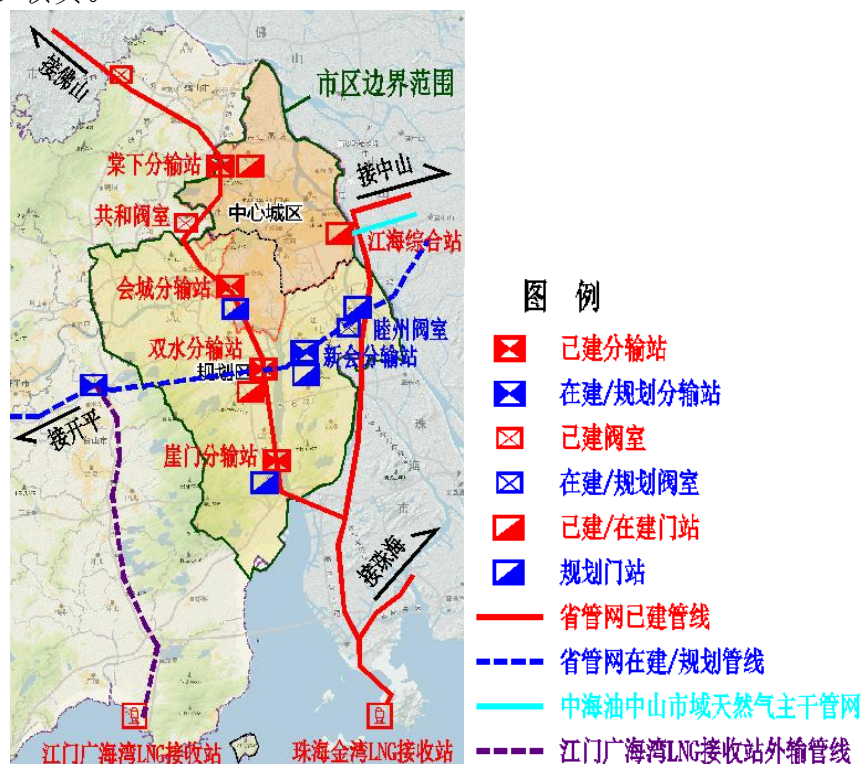 接佛山
市区边界范围
棠下分输站
接中山
共和阀室
中心城区
江海综合站
会城分输站
睦州阀室
双水分输站
新会分输站
规划区
接开平
崖门分输站
接珠海
江门广海湾LNG接收站
珠海金湾LNG接收站
图 例
已建分输站
在建/规划分输站
已建阀室
在建/规划阀室
已建/在建门站
规划门站
省管网已建管线
省管网在建/规划管线
中海油中山市域天然气主干管网
江门广海湾LNG接收站外输管线